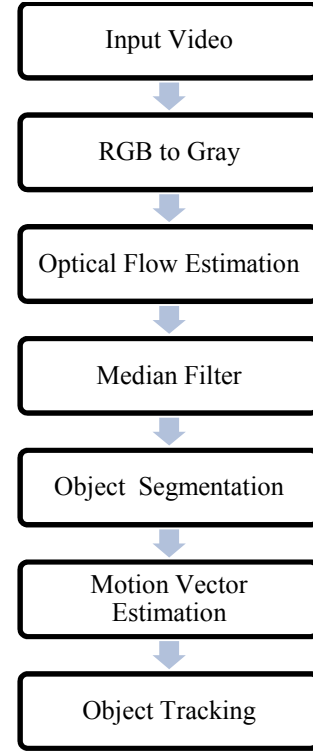 Input Video
RGB to Gray
Optical Flow Estimation
Median Filter
Object Segmentation
Motion Vector
Estimation
Object Tracking